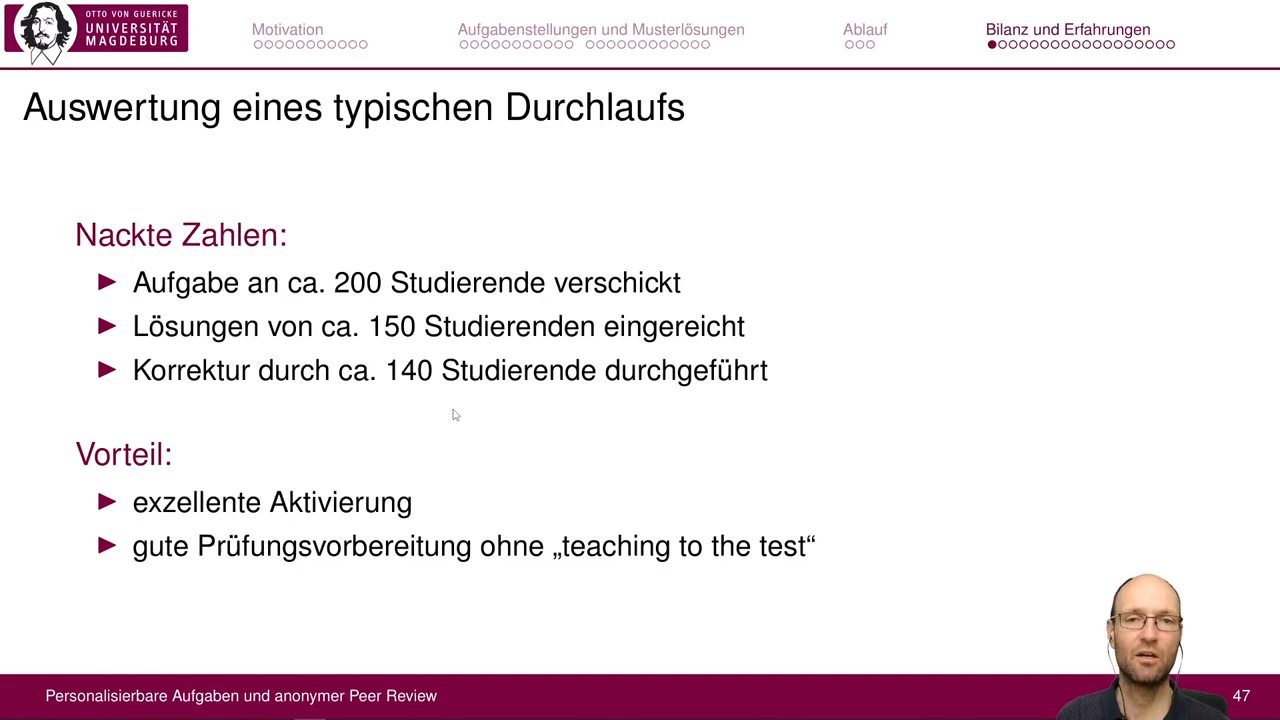 OTTO VON GUERICKE
UNIVERSITÄT
MAGDEBURG
Motivation
Aufgabenstellungen und Musterlösungen
Ablauf
Bilanz und Erfahrungen
Auswertung eines typischen Durchlaufs
Nackte Zahlen:
Aufgabe an ca. 200 Studierende verschickt
Lösungen von ca. 150 Studierenden eingereicht
Korrektur durch ca. 140 Studierende durchgeführt
Vorteil:
exzellente Aktivierung
gute Prüfungsvorbereitung ohne „teaching to the test“
Personalisierbare Aufgaben und anonymer Peer Review
47